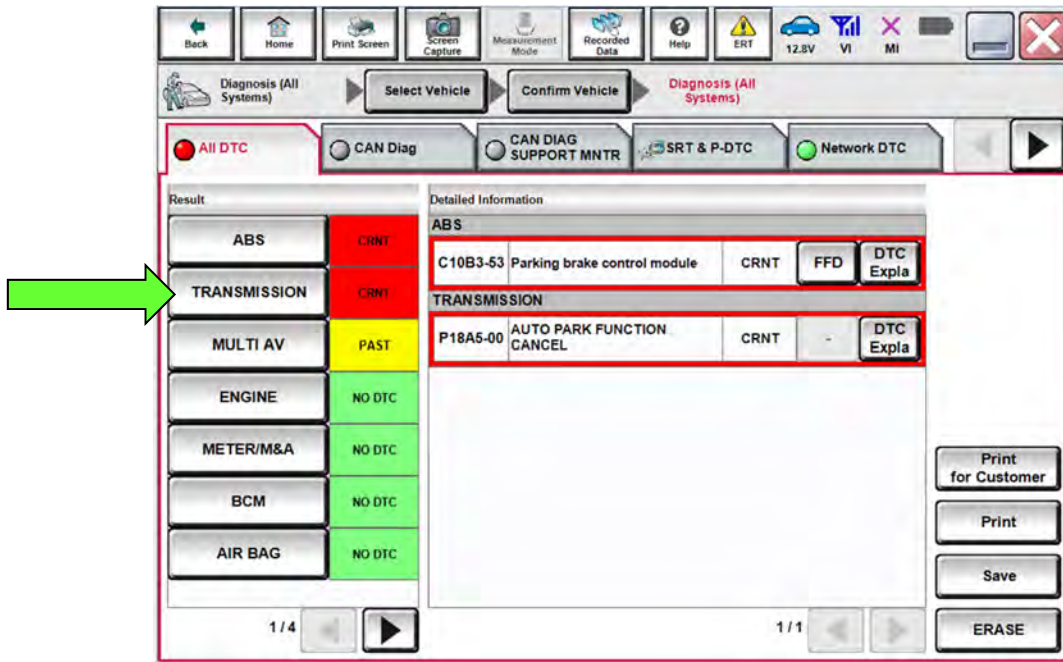 Back
Home
Print Screen
Screen
Capture
Measurement
Mode
Recorded
Data
Help
ERT
12.8V
VI
MI
Diagnosis (All
Systems)
Select Vehicle
Confirm Vehicle
Diagnosis (All
Systems)
All DTC
CAN Diag
CAN DIAG
SUPPORT MNTR
SRT & P-DTC
Network DTC
Result
ABS CRNT
TRANSMISSION CRNT
MULTI AV PAST
ENGINE NO DTC
METER/M&A NO DTC
BCM NO DTC
AIR BAG NO DTC
1/4
Detailed Information
ABS
C10B3-53 Parking brake control module CRNT FFD DTC
Expla
TRANSMISSION
P18A5-00 AUTO PARK FUNCTION
CANCEL CRNT - DTC
Expla
1/1
Print
for Customer
Print
Save
ERASE